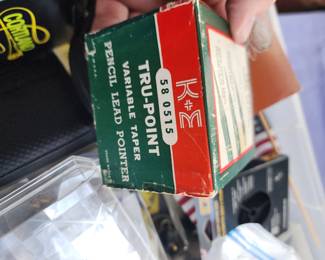 K+E
58 0515
TRU-POINT
VARIABLE TAPER
PENCIL LEAD POINTER